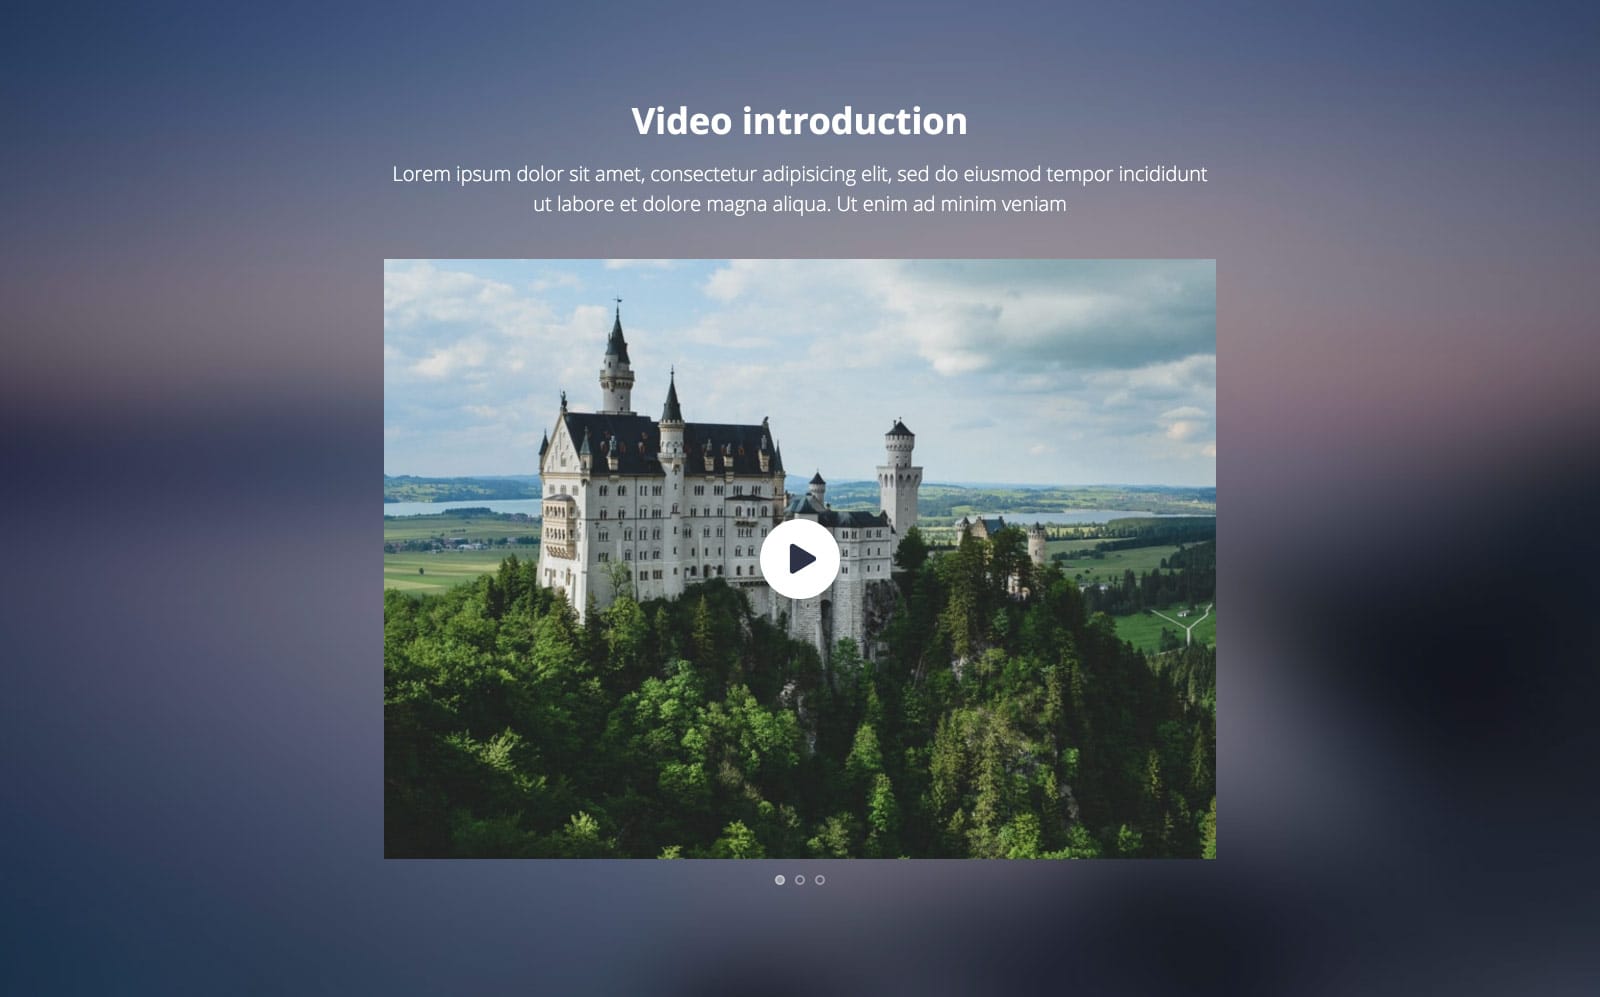 Video introduction
Lorem ipsum dolor sit amet, consectetur adipisicing elit, sed do eiusmod tempor incididunt
ut labore et dolore magna aliqua. Ut enim ad minim veniam